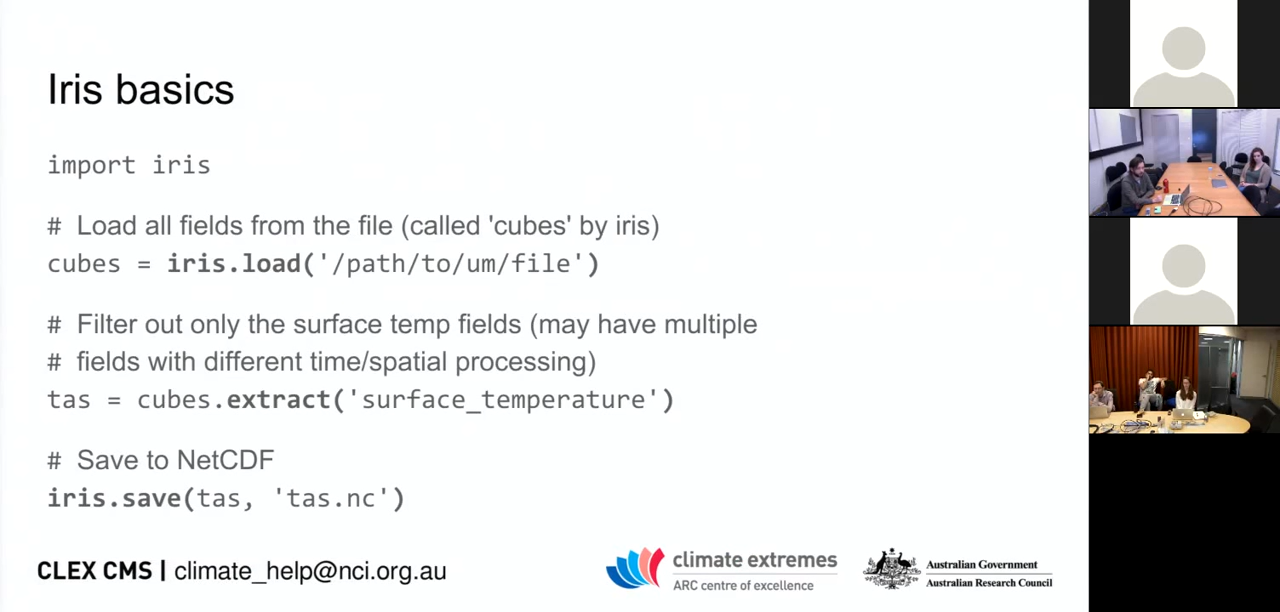 Iris basics
import iris
# Load all fields from the file (called 'cubes' by iris)
cubes = iris.load('/path/to/um/file')
# Filter out only the surface temp fields (may have multiple
# fields with different time/spatial processing)
tas = cubes.extract('surface_temperature')
# Save to NetCDF
iris.save(tas, 'tas.nc')
CLEX CMS | climate_help@nci.org.au
climate extremes
ARC centre of excellence
Australian Government
Australian Research Council